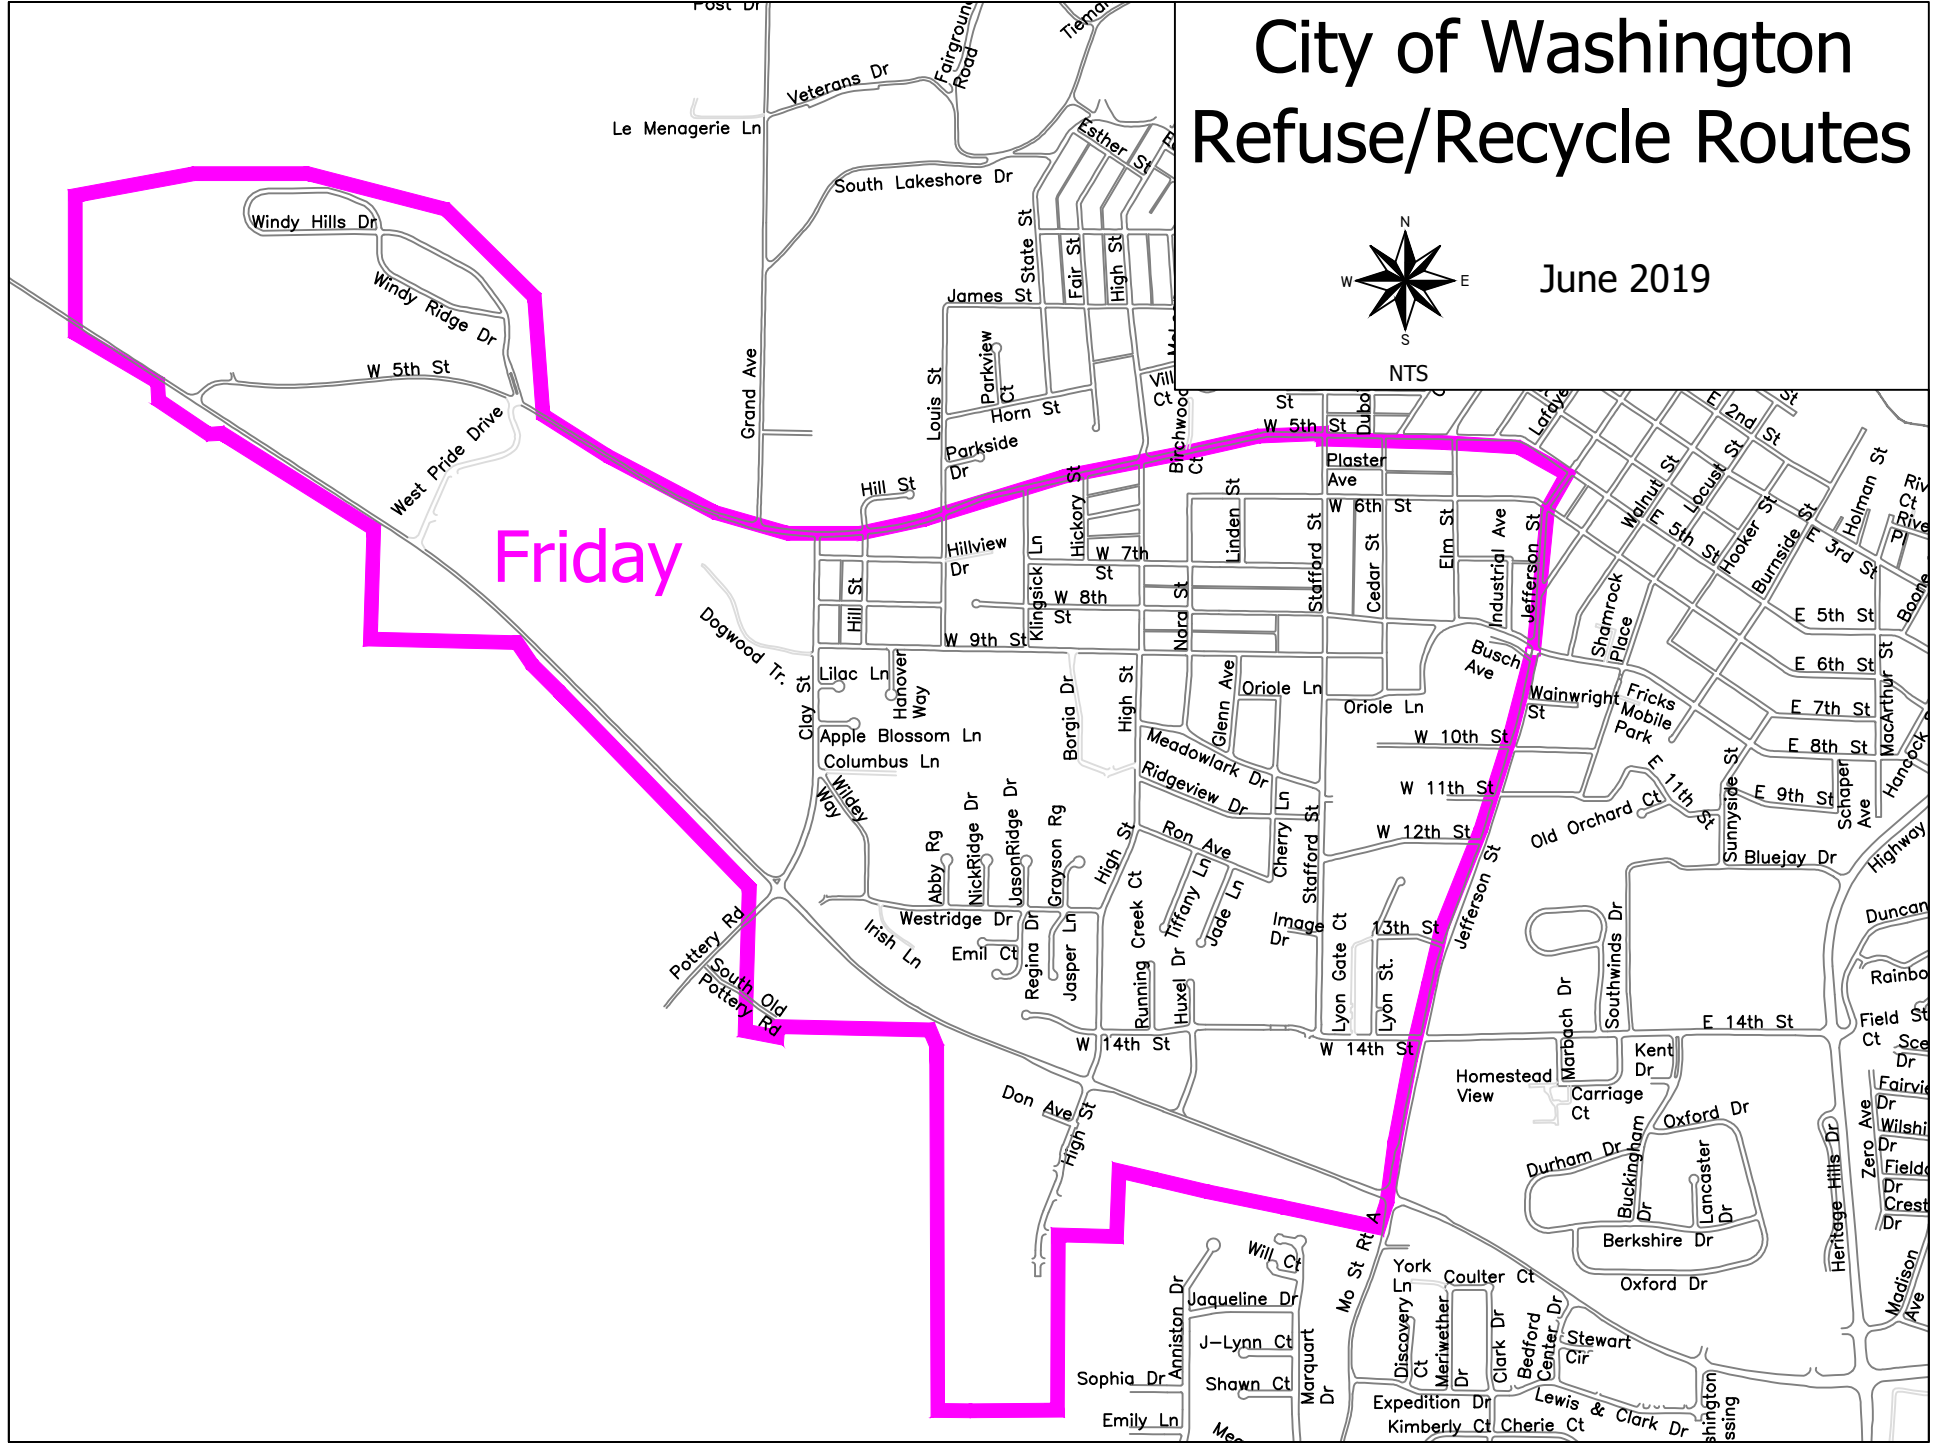 City of Washington
Refuse/Recycle Routes
N
W
E
S
NTS
June 2019
Friday
Post Dr
Veterans Dr
Fairground
Road
Le Menagerie Ln
South Lakeshore Dr
Esther St
Windy Hills Dr
Windy Ridge Dr
State St
Fair St
High St
James St
W 5th St
Grand Ave
Louis St
Parkview
Ct
Horn St
Parkside
Dr
West Pride Drive
Hill St
Hickory St
Birchwood
Ct
Ct
St
W 5th St
Plaster
Ave
W 6th St
E 2nd St
St
Walnut St
Locust St
Hooker St
Burnside St
Holman St
Ct
Pl
E 5th St
E 3rd St
Hillview
Dr
Klingsick Ln
W 7th
St
Linden St
Stafford St
Cedar St
Elm St
Industrial Ave
Jefferson St
Shamrock
Place
E 5th St
E 6th St
MacArthur St
E 7th St
E 8th St
Hancock
E 9th St
Schaper
Ave
Highway
Hill St
W 8th
St
W 9th St
Nora St
Dogwood Tr.
Clay St
Lilac Ln
Hanover
Way
Apple Blossom Ln
Columbus Ln
Wildey
Way
Borgia Dr
High St
Glenn Ave
Oriole Ln
Oriole Ln
Busch
Ave
Wainwright
St
Fricks
Mobile
Park
Meadowlark Dr
Ridgeview Dr
W 10th St
W 11th St
W 12th St
E 11th St
Old Orchard Ct
Sunnyside St
Bluejay Dr
Abby Rg
NickRidge Dr
JasonRidge Dr
Grayson Rg
High St
Ron Ave
Cherry Ln
Stafford St
Tiffany Ln
Jade Ln
Jefferson St
Westridge Dr
Irish Ln
Emil Ct
Regina Dr
Jasper Ln
Running Creek Ct
Huxel Dr
Image
Dr
Lyon Gate Ct
13th St
Lyon St.
Southwinds Dr
Marbach Dr
Duncan
Pottery Rd
South Old
Pottery Rd
W 14th St
W 14th St
E 14th St
Field St
Ct
Dr
Kent
Dr
Homestead
View
Carriage
Ct
Don Ave
High St
Oxford Dr
Durham Dr
Buckingham
Dr
Lancaster
Dr
Berkshire Dr
Oxford Dr
Heritage Hills Dr
Zero Ave
Dr
Dr
Dr
Dr
Mo St Rt A
Will Ct
Anniston Dr
Jaqueline Dr
J-Lynn Ct
Shawn Ct
Marquart
Dr
Sophia Dr
Emily Ln
York
Ln
Coulter Ct
Discovery
Ct
Meriwether
Dr
Clark Dr
Bedford
Center Dr
Stewart
Cir
Expedition Dr
Lewis & Clark Dr
Kimberly Ct
Cherie Ct
Madison
Ave